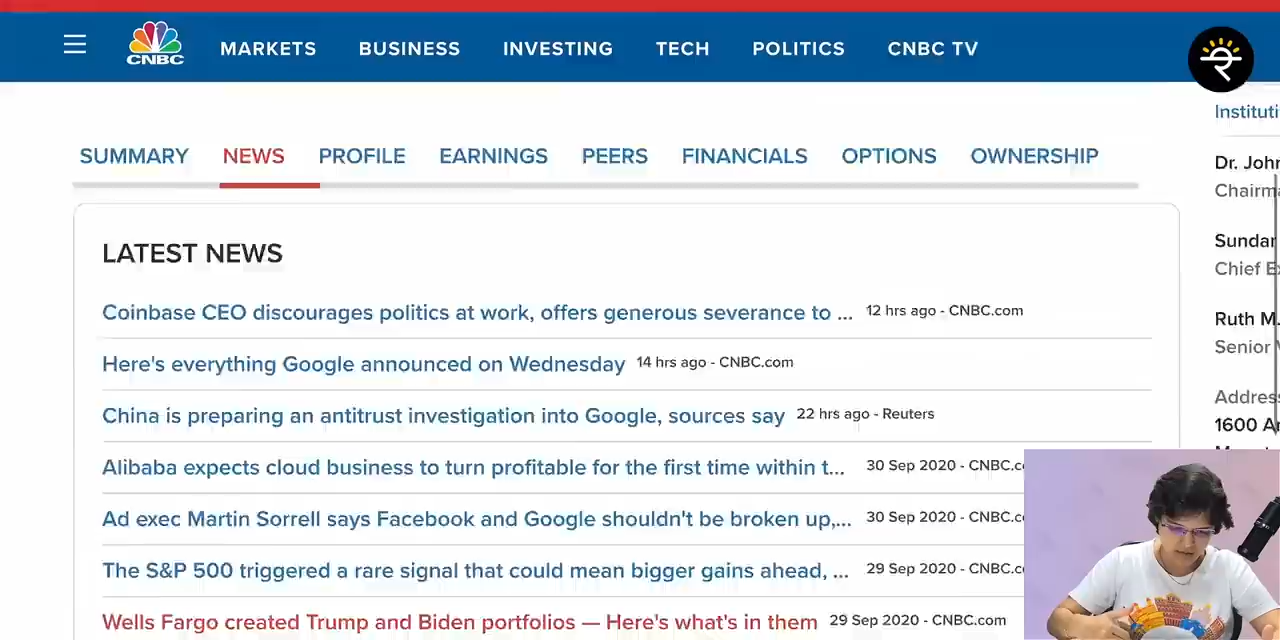 MARKETS BUSINESS INVESTING TECH POLITICS CNBC TV
CNBC
SUMMARY NEWS PROFILE EARNINGS PEERS FINANCIALS OPTIONS OWNERSHIP
LATEST NEWS
Coinbase CEO discourages politics at work, offers generous severance to ... 12 hrs ago - CNBC.com
Here's everything Google announced on Wednesday 14 hrs ago - CNBC.com
China is preparing an antitrust investigation into Google, sources say 22 hrs ago - Reuters
Alibaba expects cloud business to turn profitable for the first time within t... 30 Sep 2020 - CNBC.c
Ad exec Martin Sorrell says Facebook and Google shouldn't be broken up,... 30 Sep 2020 - CNBC.c
The S&P 500 triggered a rare signal that could mean bigger gains ahead, ... 29 Sep 2020 - CNBC.c
Wells Fargo created Trump and Biden portfolios — Here's what's in them 29 Sep 2020 - CNBC.com
Instituti
Dr. John
Chairma
Sundar
Chief E
Ruth M.
Senior
Address
1600 A